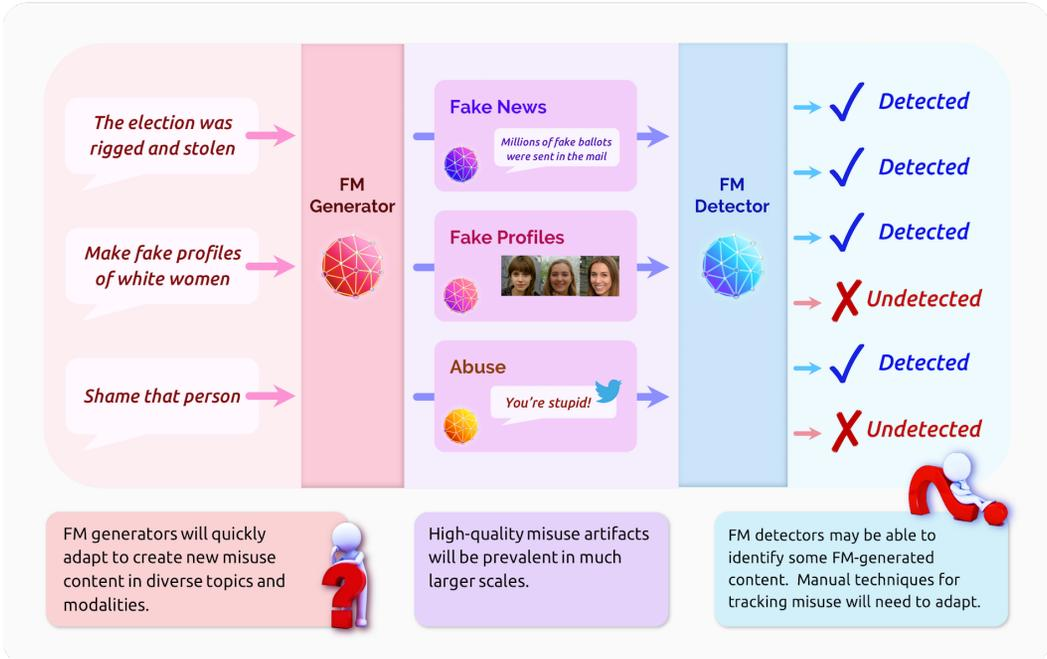 The election was
rigged and stolen
Make fake profiles
of white women
Shame that person
FM
Generator
Fake News
Millions of fake ballots
were sent in the mail
Fake Profiles
Abuse
You're stupid!
FM
Detector
Detected
Detected
Detected
Undetected
Detected
Undetected
FM generators will quickly
adapt to create new misuse
content in diverse topics and
modalities.
High-quality misuse artifacts
will be prevalent in much
larger scales.
FM detectors may be able to
identify some FM-generated
content. Manual techniques for
tracking misuse will need to adapt.